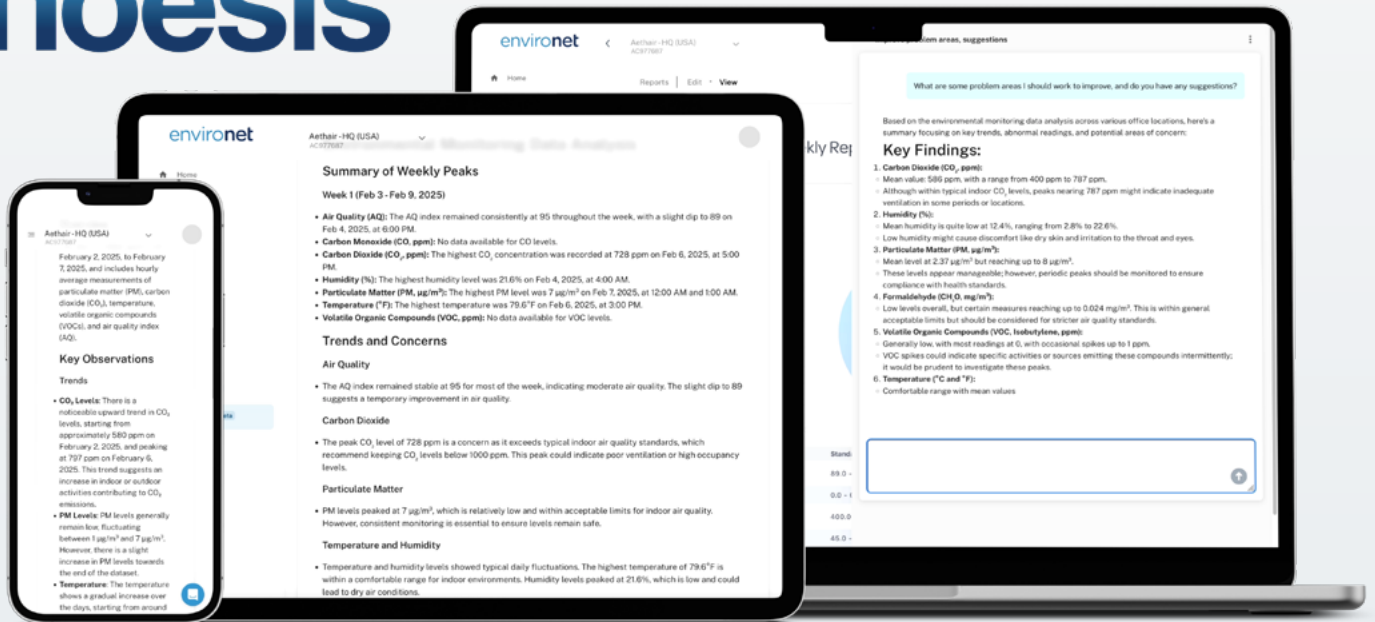 noesis
environet
Aethair - HQ (USA)
AC977687
Home
Reports | Edit · View
problem areas, suggestions
What are some problem areas I should work to improve, and do you have any suggestions?
Based on the environmental monitoring data analysis across various office locations, here's a
summary focusing on key trends, abnormal readings, and potential areas of concern:
Key Findings:
1. Carbon Dioxide (CO₂, ppm):
○ Mean value: 586 ppm, with a range from 400 ppm to 787 ppm.
○ Although within typical indoor CO₂ levels, peaks nearing 787 ppm might indicate inadequate
ventilation in some periods or locations.
2. Humidity (%):
○ Mean humidity is quite low at 12.4%, ranging from 2.8% to 22.6%.
○ Low humidity might cause discomfort like dry skin and irritation to the throat and eyes.
3. Particulate Matter (PM, µg/m³):
○ Mean level at 2.37 µg/m³ but reaching up to 8 µg/m³.
○ These levels appear manageable; however, periodic peaks should be monitored to ensure
compliance with health standards.
4. Formaldehyde (CH₂O, mg/m³):
○ Low levels overall, but certain measures reaching up to 0.024 mg/m³. This is within general
acceptable limits but should be considered for stricter air quality standards.
5. Volatile Organic Compounds (VOC, Isobutylene, ppm):
○ Generally low, with most readings at 0, with occasional spikes up to 1 ppm.
○ VOC spikes could indicate specific activities or sources emitting these compounds intermittently;
it would be prudent to investigate these peaks.
6. Temperature (°C and °F):
○ Comfortable range with mean values
kly Rep
Stand
89.0 -
0.0 -
400.0
45.0 -
environet
Aethair - HQ (USA)
AC977687
Environmental Monitoring Data Analysis
Home
Summary of Weekly Peaks
Week 1 (Feb 3 - Feb 9, 2025)
• Air Quality (AQ): The AQ index remained consistently at 95 throughout the week, with a slight dip to 89 on
Feb 4, 2025, at 6:00 PM.
• Carbon Monoxide (CO, ppm): No data available for CO levels.
• Carbon Dioxide (CO₂, ppm): The highest CO₂ concentration was recorded at 728 ppm on Feb 6, 2025, at 5:00
PM.
• Humidity (%): The highest humidity level was 21.6% on Feb 4, 2025, at 4:00 AM.
• Particulate Matter (PM, µg/m³): The highest PM level was 7 µg/m³ on Feb 7, 2025, at 12:00 AM and 1:00 AM.
• Temperature (°F): The highest temperature was 79.6°F on Feb 6, 2025, at 3:00 PM.
• Volatile Organic Compounds (VOC, ppm): No data available for VOC levels.
Trends and Concerns
Air Quality
• The AQ index remained stable at 95 for most of the week, indicating moderate air quality. The slight dip to 89
suggests a temporary improvement in air quality.
Carbon Dioxide
• The peak CO₂ level of 728 ppm is a concern as it exceeds typical indoor air quality standards, which
recommend keeping CO₂ levels below 1000 ppm. This peak could indicate poor ventilation or high occupancy
levels.
Particulate Matter
• PM levels peaked at 7 µg/m³, which is relatively low and within acceptable limits for indoor air quality.
However, consistent monitoring is essential to ensure levels remain safe.
Temperature and Humidity
• Temperature and humidity levels showed typical daily fluctuations. The highest temperature of 79.6°F is
within a comfortable range for indoor environments. Humidity levels peaked at 21.6%, which is low and could
lead to dry air conditions.
Aethair - HQ (USA)
AC977687
February 2, 2025, to February
7, 2025, and includes hourly
average measurements of
particulate matter (PM), carbon
dioxide (CO₂), temperature,
volatile organic compounds
(VOCs), and air quality index
(AQ).
Key Observations
Trends
• CO₂ Levels: There is a
noticeable upward trend in CO₂
levels, starting from
approximately 580 ppm on
February 2, 2025, and peaking
at 797 ppm on February 6,
2025. This trend suggests an
increase in indoor or outdoor
activities contributing to CO₂
emissions.
• PM Levels: PM levels generally
remain low, fluctuating
between 1 µg/m³ and 7 µg/m³.
However, there is a slight
increase in PM levels towards
the end of the dataset.
• Temperature: The temperature
shows a gradual increase over
the days, starting from around